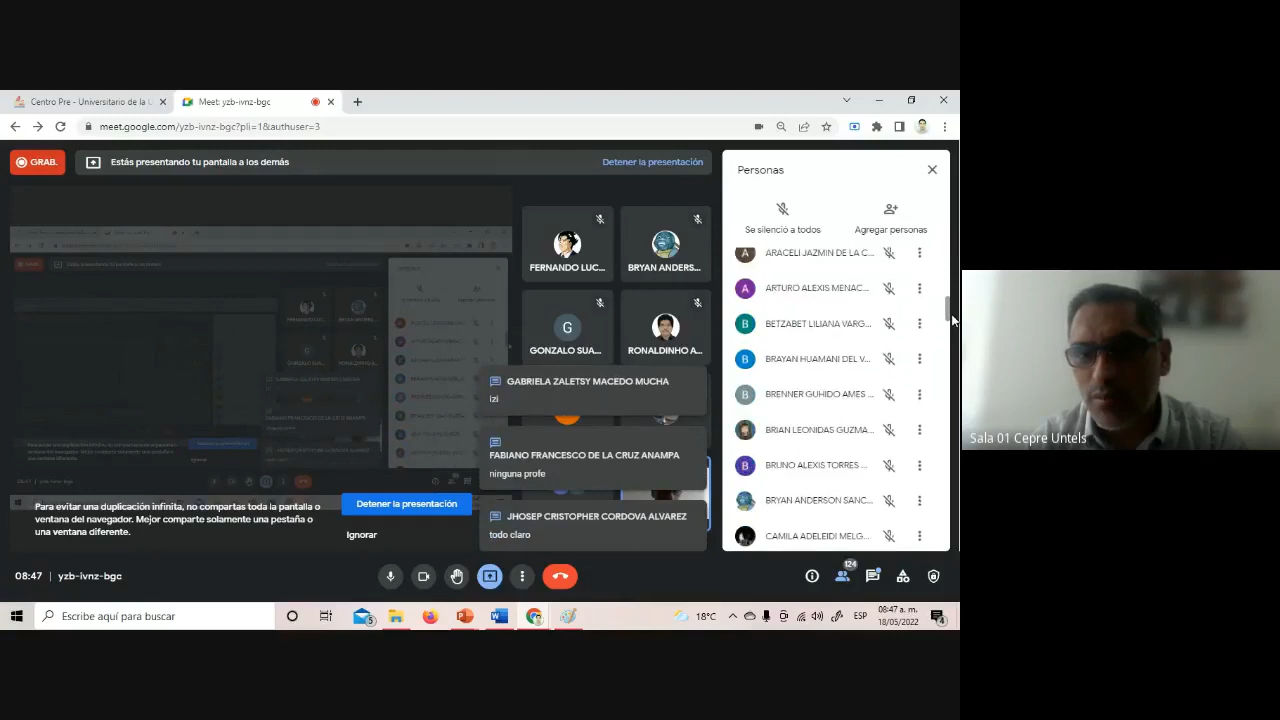 Centro Pre - Universitario de la U
Meet: yzb-ivnz-bgc
meet.google.com/yzb-ivnz-bgc?pli=1&authuser=3
GRAB.
Estás presentando tu pantalla a los demás
Detener la presentación
Personas
Se silenció a todos
Agregar personas
FERNANDO LUC...
BRYAN ANDERS...
G
GONZALO SUA...
RONALDINHO A...
GABRIELA ZALETSY MACEDO MUCHA
izi
FABIANO FRANCESCO DE LA CRUZ ANAMPA
ninguna profe
JHOSEP CRISTOPHER CORDOVA ALVAREZ
todo claro
A ARACELI JAZMIN DE LA C...
A ARTURO ALEXIS MENAC...
B BETZABET LILIANA VARG...
B BRAYAN HUAMANI DEL V...
B BRENNER GUHIDO AMES ...
BRIAN LEONIDAS GUZMA...
B BRUNO ALEXIS TORRES ...
BRYAN ANDERSON SANC...
CAMILA ADELEIDI MELG...
Para evitar una duplicación infinita, no compartas toda la pantalla o
ventana del navegador. Mejor comparte solamente una pestaña o
una ventana diferente.
Detener la presentación
Ignorar
08:47 | yzb-ivnz-bgc
124
Escribe aquí para buscar
5
18°C
ESP
08:47 a. m.
18/05/2022
4
Sala 01 Cepre Untels